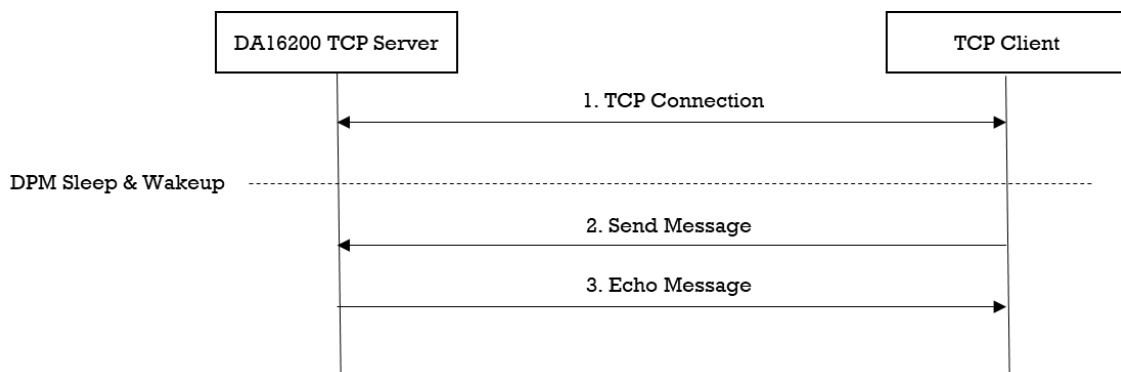 DA16200 TCP Server
TCP Client
1. TCP Connection
DPM Sleep & Wakeup
2. Send Message
3. Echo Message